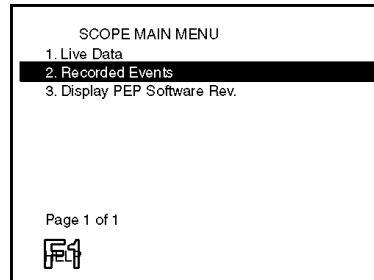 SCOPE MAIN MENU
1. Live Data
2. Recorded Events
3. Display PEP Software Rev.
Page 1 of 1
F1
HELP